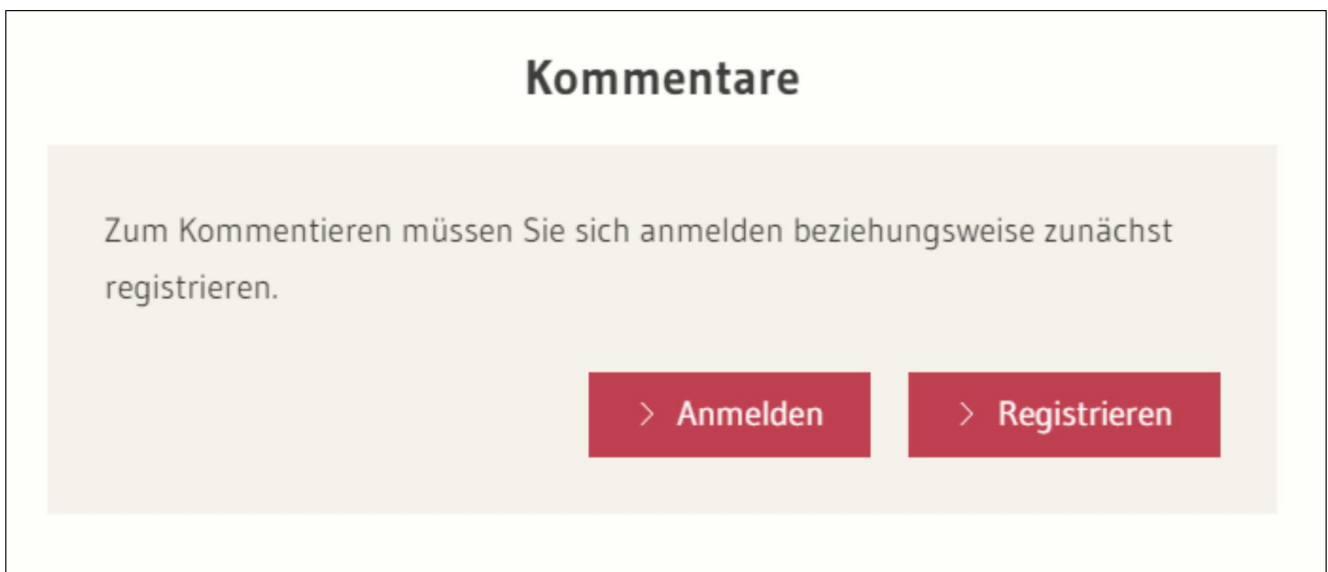 Kommentare
Zum Kommentieren müssen Sie sich anmelden beziehungsweise zunächst
registrieren.
> Anmelden
> Registrieren